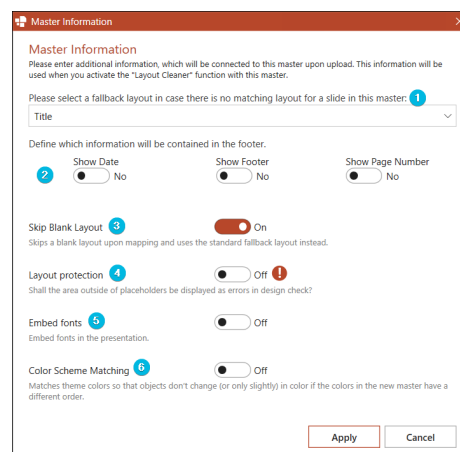 Master Information
Master Information
Please enter additional information, which will be connected to this master upon upload. This information will be
used when you activate the "Layout Cleaner" function with this master.
Please select a fallback layout in case there is no matching layout for a slide in this master: 1
Title
Define which information will be contained in the footer.
Show Date Show Footer Show Page Number
2 No No No
Skip Blank Layout 3 On
Skips a blank layout upon mapping and uses the standard fallback layout instead.
Layout protection 4 Off !
Shall the area outside of placeholders be displayed as errors in design check?
Embed fonts 5 Off
Embed fonts in the presentation.
Color Scheme Matching 6 Off
Matches theme colors so that objects don't change (or only slightly) in color if the colors in the new master have a
different order.
Apply Cancel